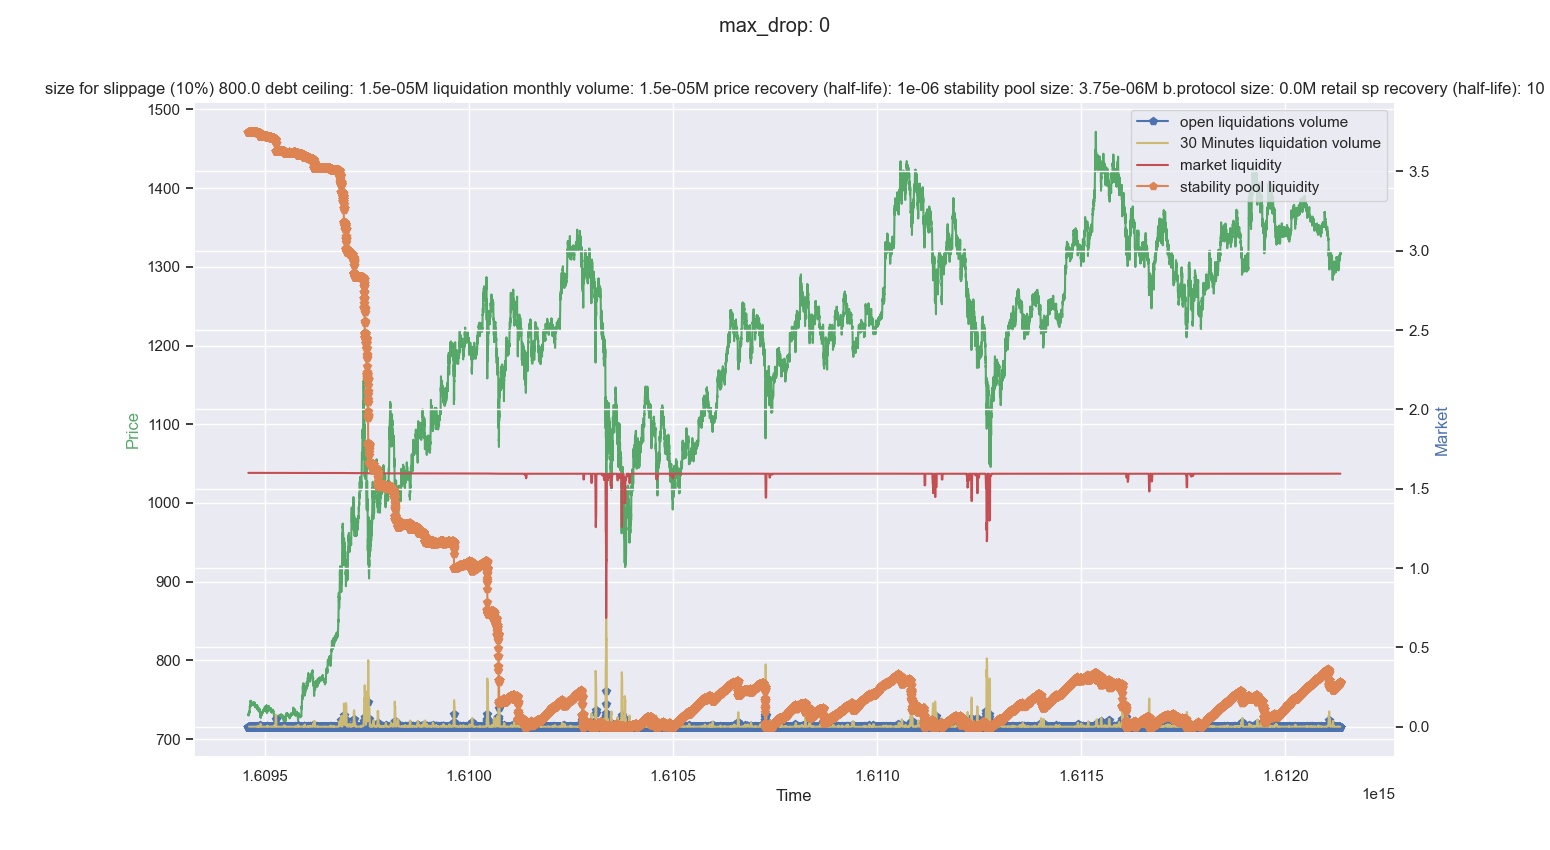 max_drop: 0
size for slippage (10%) 800.0 debt ceiling: 1.5e-05M liquidation monthly volume: 1.5e-05M price recovery (half-life): 1e-06 stability pool size: 3.75e-06M b.protocol size: 0.0M retail sp recovery (half-life): 10
open liquidations volume
30 Minutes liquidation volume
market liquidity
stability pool liquidity
1500
1400
1300
1200
1100
1000
900
800
700
Price
3.5
3.0
2.5
2.0
1.5
1.0
0.5
0.0
Market
1.6095 1.6100 1.6105 1.6110 1.6115 1.6120
1e15
Time